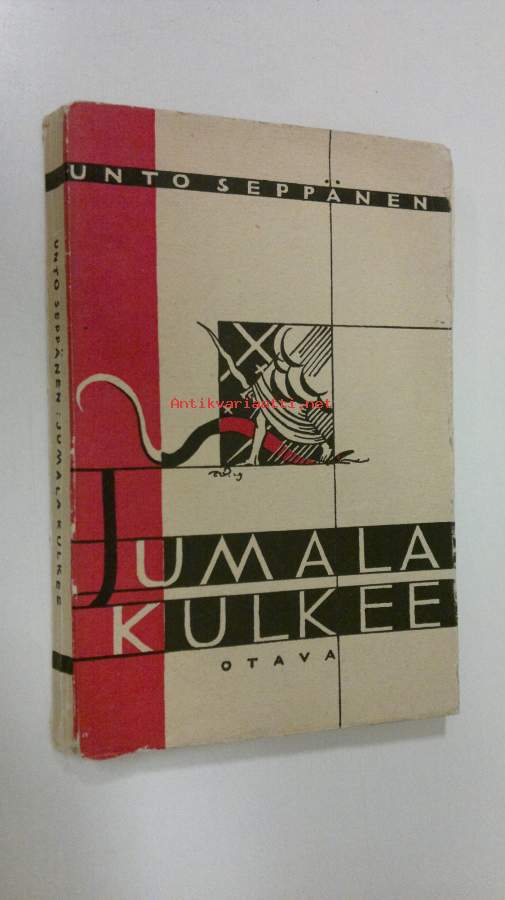 UNTO SEPPÄNEN
UNTO SEPPÄNEN: JUMALA KULKEE
Antikvariaatti.net
JUMALA
KULKEE
OTAVA